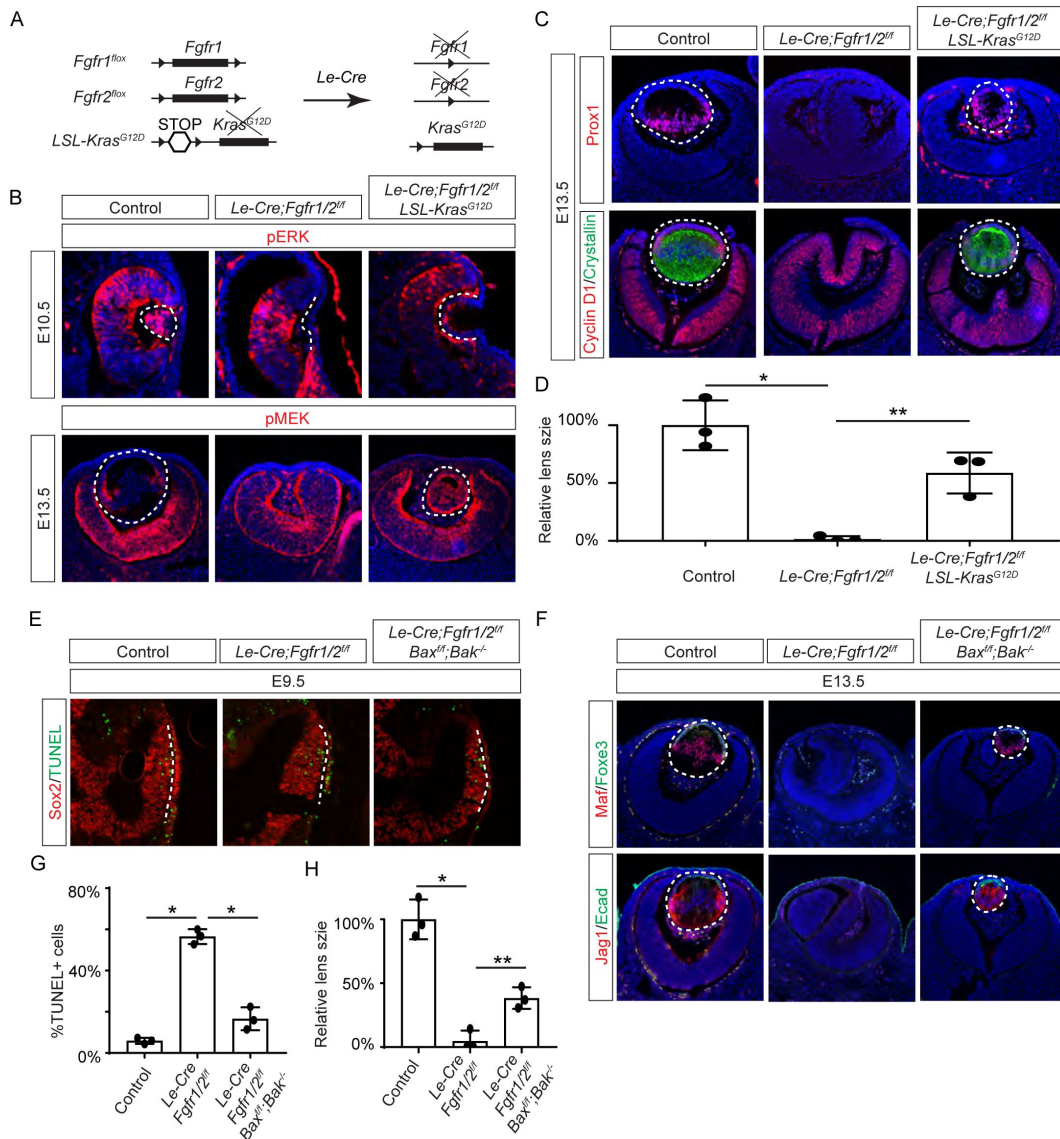 A
Fgfr1
Fgfr1flox
Fgfr2
Fgfr2flox
STOP
KrasG12D
LSL-KrasG12D
Le-Cre
Fgfr1
Fgfr2
KrasG12D
B
Control
Le-Cre;Fgfr1/2f/f
Le-Cre;Fgfr1/2f/f
LSL-KrasG12D
pERK
E10.5
pMEK
E13.5
C
Control
Le-Cre;Fgfr1/2f/f
Le-Cre;Fgfr1/2f/f
LSL-KrasG12D
E13.5
Prox1
Cyclin D1/Crystallin
D
*
**
Relative lens szie
100%
50%
0%
Control
Le-Cre;Fgfr1/2f/f
Le-Cre;Fgfr1/2f/f
LSL-KrasG12D
E
Control
Le-Cre;Fgfr1/2f/f
Le-Cre;Fgfr1/2f/f
Baxf/f;Bak-/-
E9.5
Sox2/TUNEL
F
Control
Le-Cre;Fgfr1/2f/f
Le-Cre;Fgfr1/2f/f
Baxf/f;Bak-/-
E13.5
Maf/Foxe3
Jag1/Ecad
G
* *
%TUNEL+ cells
80%
40%
0%
Control
Le-Cre
Fgfr1/2f/f
Le-Cre
Fgfr1/2f/f
Baxf/f;Bak-/-
H
*
**
Relative lens szie
100%
50%
0%
Control
Le-Cre
Fgfr1/2f/f
Le-Cre
Fgfr1/2f/f
Baxf/f;Bak-/-